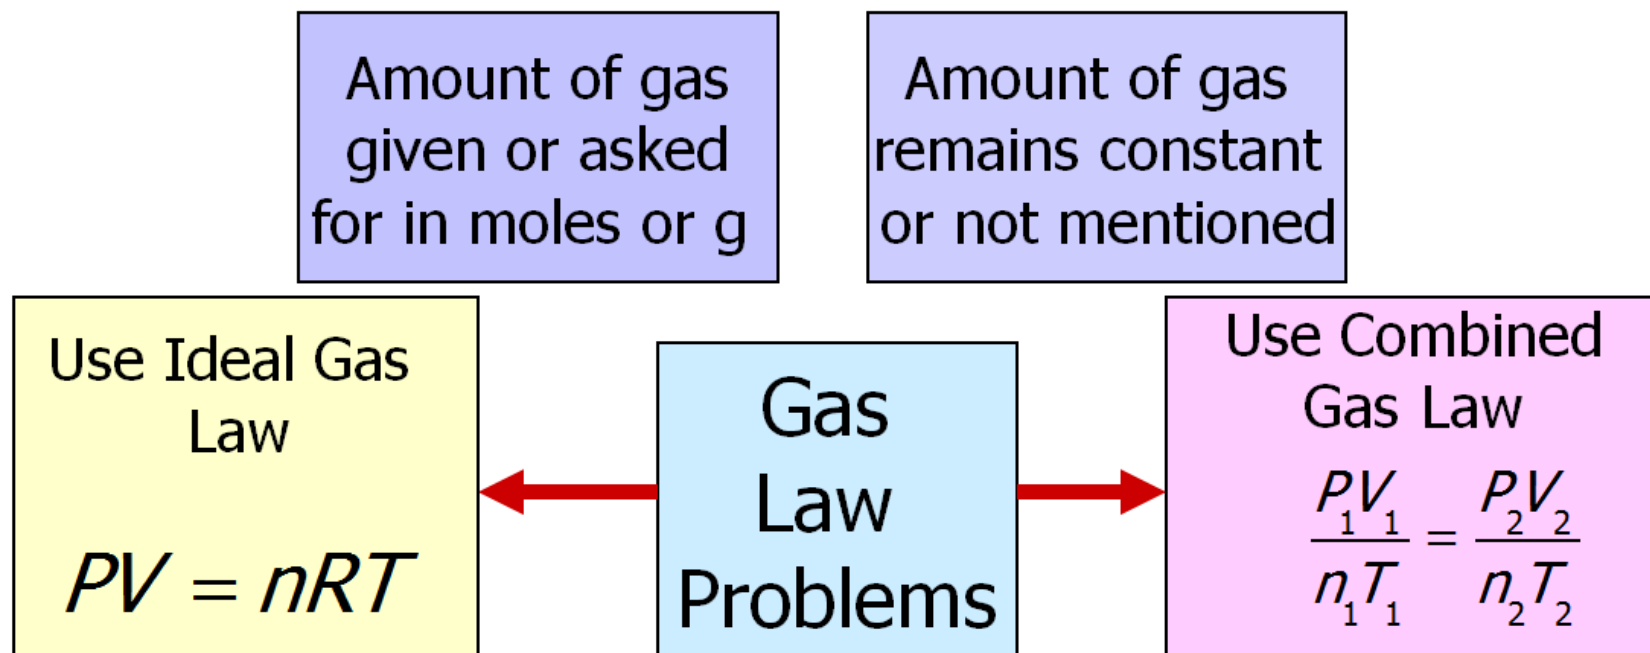 Amount of gas
given or asked
for in moles or g
Amount of gas
remains constant
or not mentioned
Use Ideal Gas
Law
PV = nRT
Gas
Law
Problems
Use Combined
Gas Law
P₁V₁ / n₁T₁ = P₂V₂ / n₂T₂